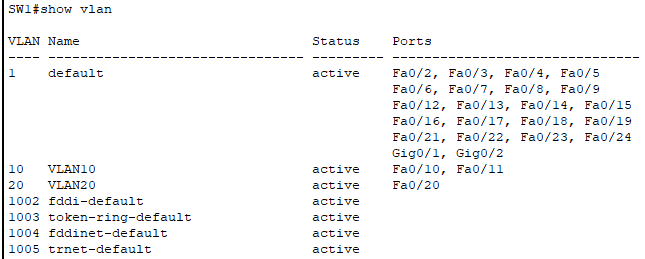 SW1#show vlan
VLAN Name                             Status    Ports
---- -------------------------------- --------- -------------------------------
1    default                          active    Fa0/2, Fa0/3, Fa0/4, Fa0/5
                                                Fa0/6, Fa0/7, Fa0/8, Fa0/9
                                                Fa0/12, Fa0/13, Fa0/14, Fa0/15
                                                Fa0/16, Fa0/17, Fa0/18, Fa0/19
                                                Fa0/21, Fa0/22, Fa0/23, Fa0/24
                                                Gig0/1, Gig0/2
10   VLAN10                           active    Fa0/10, Fa0/11
20   VLAN20                           active    Fa0/20
1002 fddi-default                     active
1003 token-ring-default               active
1004 fddinet-default                  active
1005 trnet-default                    active